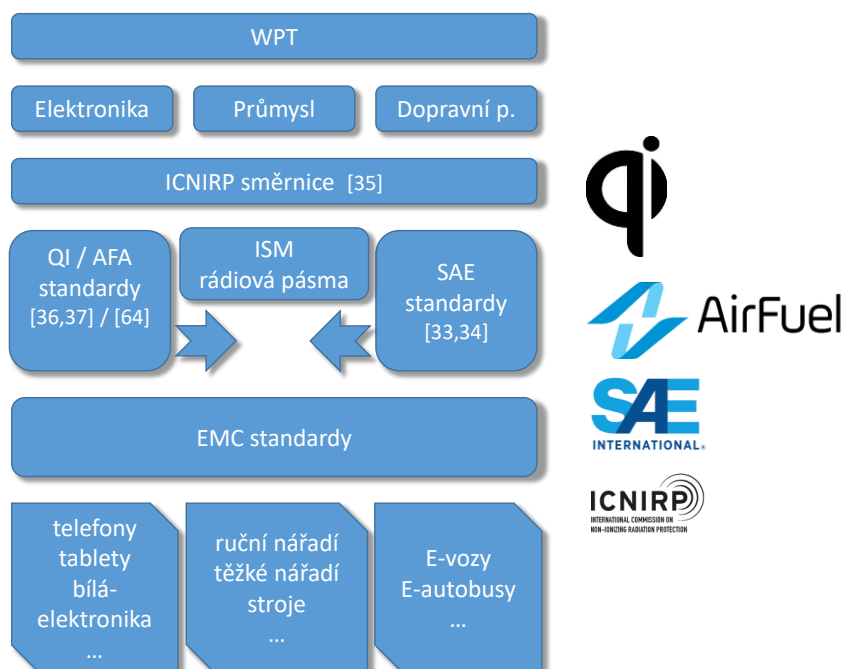 WPT
Elektronika
Průmysl
Dopravní p.
ICNIRP směrnice [35]
QI / AFA
standardy
[36,37] / [64]
ISM
rádiová pásma
SAE
standardy
[33,34]
EMC standardy
telefony
tablety
bílá-
elektronika
...
ruční nářadí
těžké nářadí
stroje
...
E-vozy
E-autobusy
...
qi
AirFuel
SAE
INTERNATIONAL®
ICNIRP
INTERNATIONAL COMMISSION ON
NON-IONIZING RADIATION PROTECTION